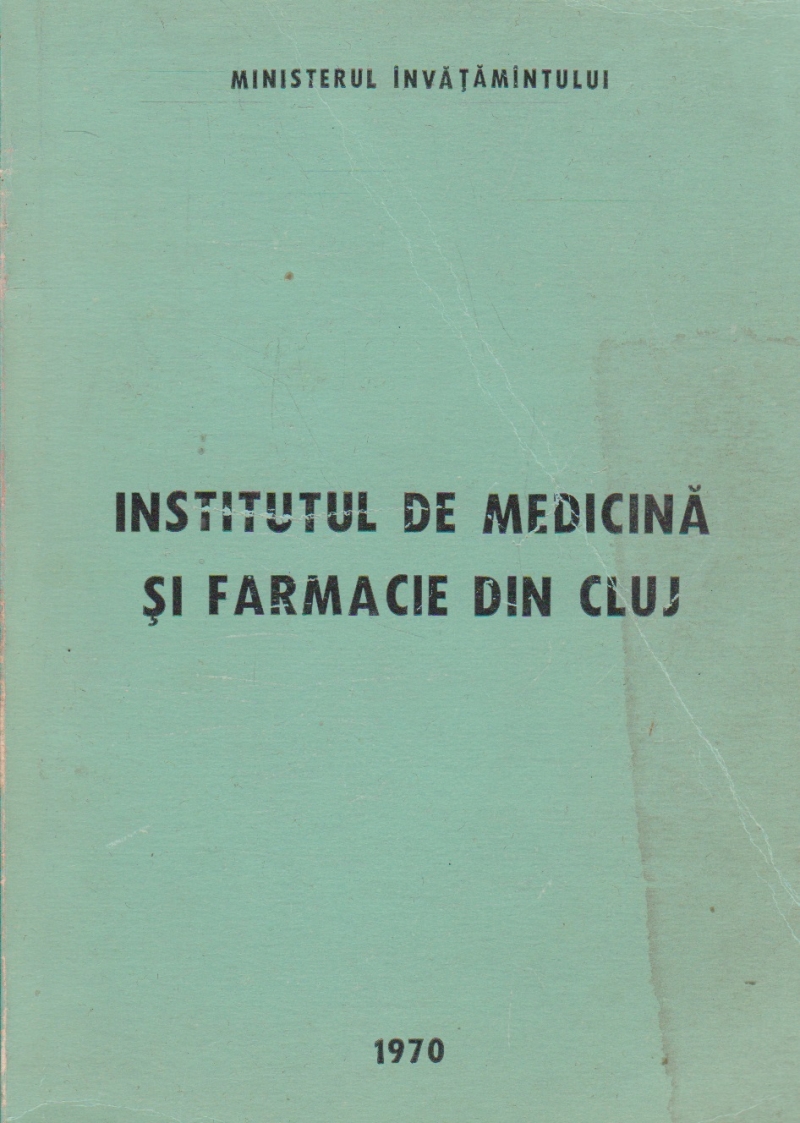 MINISTERUL ÎNVĂŢĂMÎNTULUI
INSTITUTUL DE MEDICINĂ
ŞI FARMACIE DIN CLUJ
1970